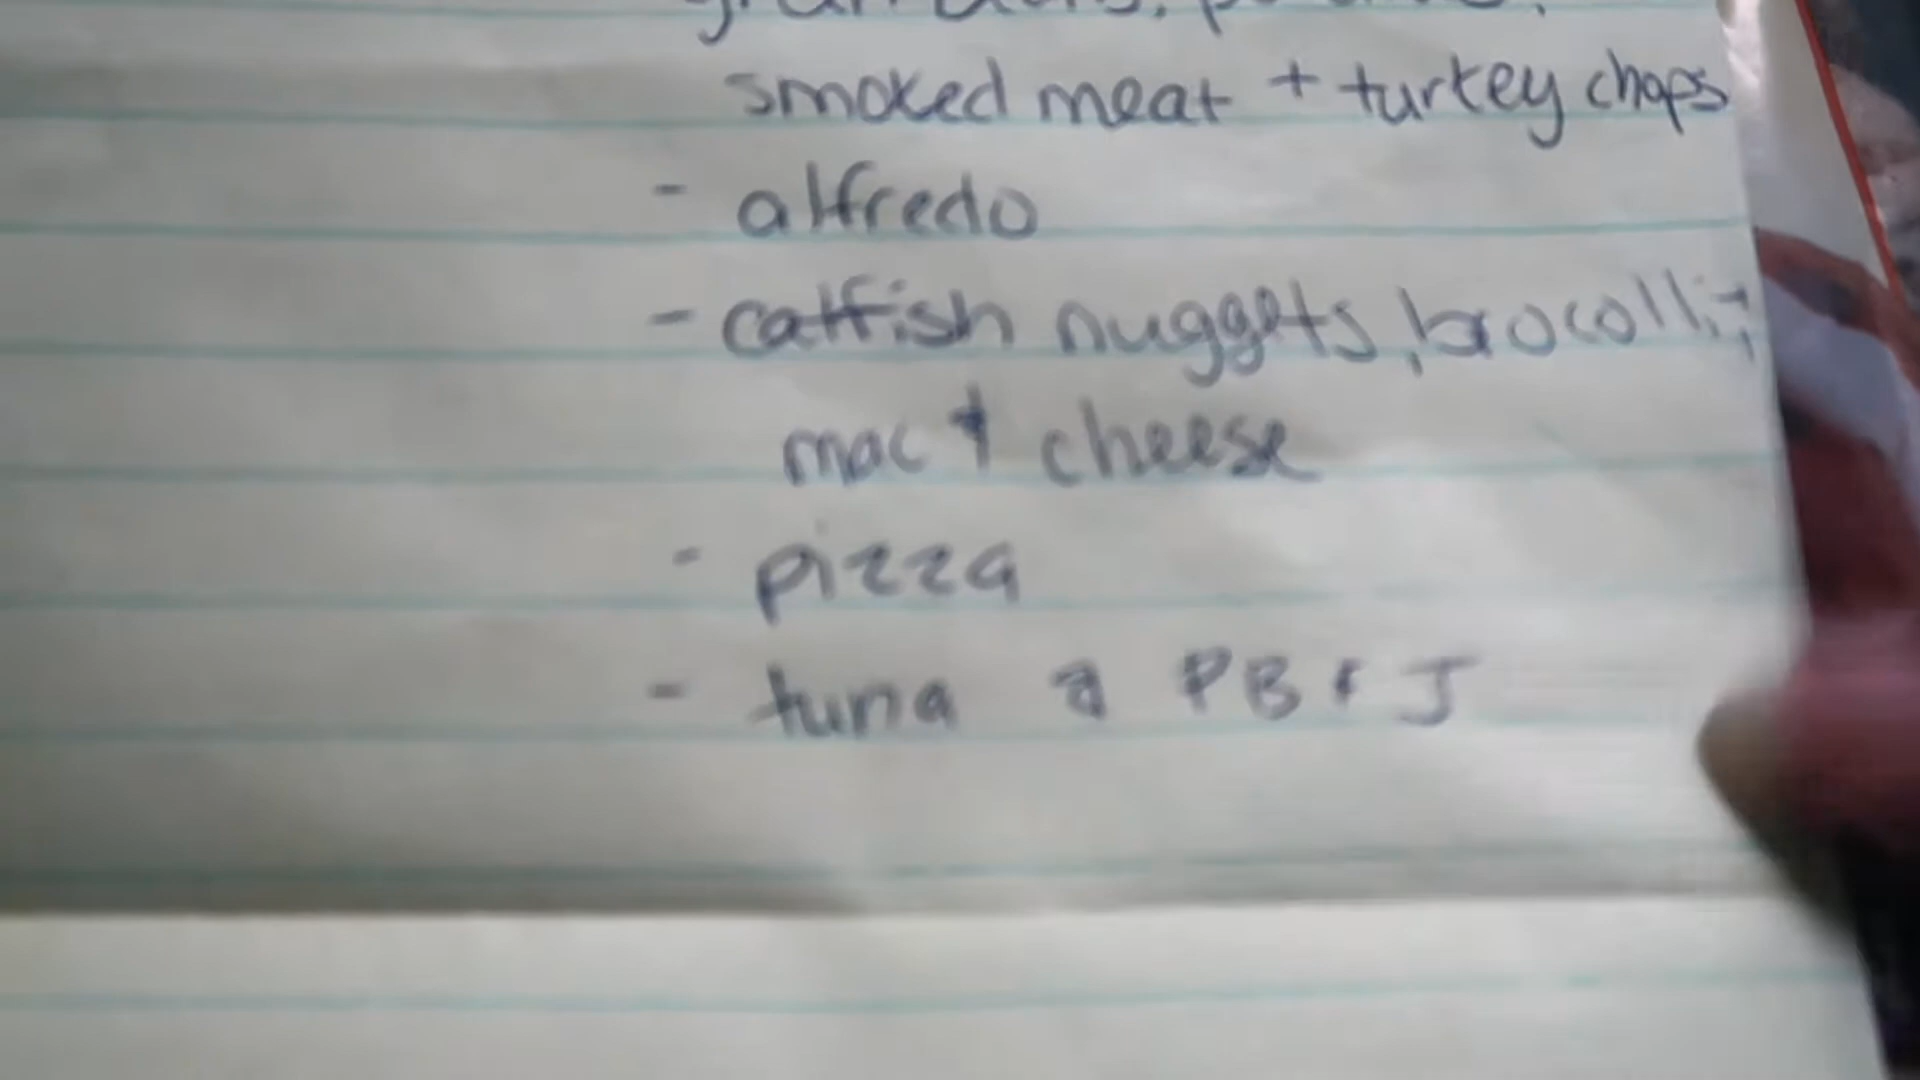 smoked meat + turkey chops
- alfredo
- catfish nuggets, brocolli,
mac + cheese
- pizza
- tuna PB & J